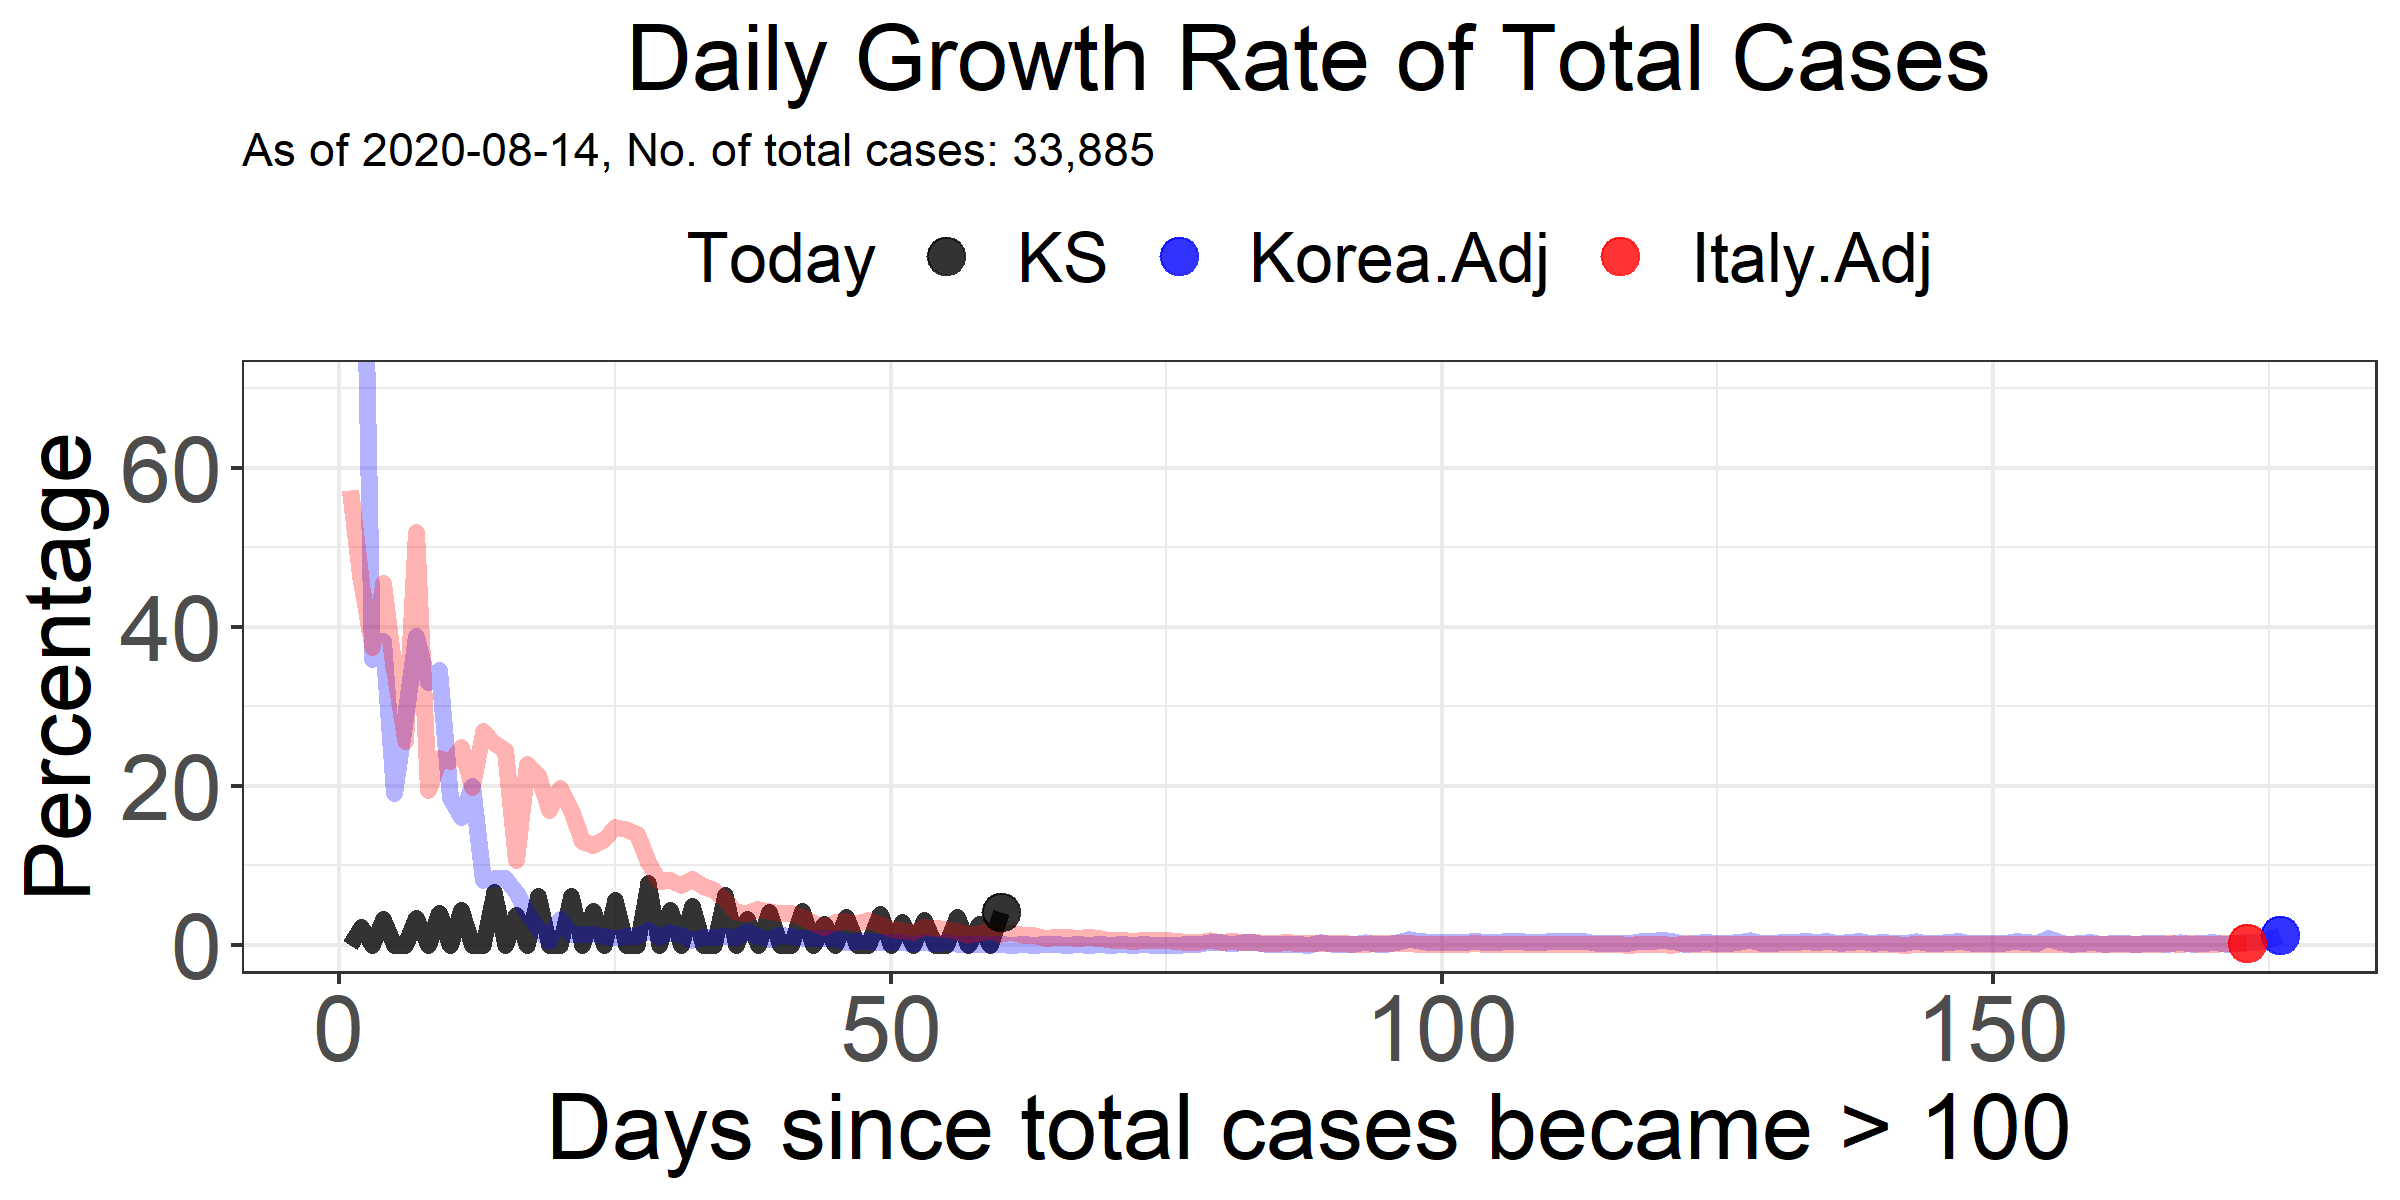 Daily Growth Rate of Total Cases
As of 2020-08-14, No. of total cases: 33,885
Today KS Korea.Adj Italy.Adj
Percentage
60
40
20
0
0 50 100 150
Days since total cases became > 100